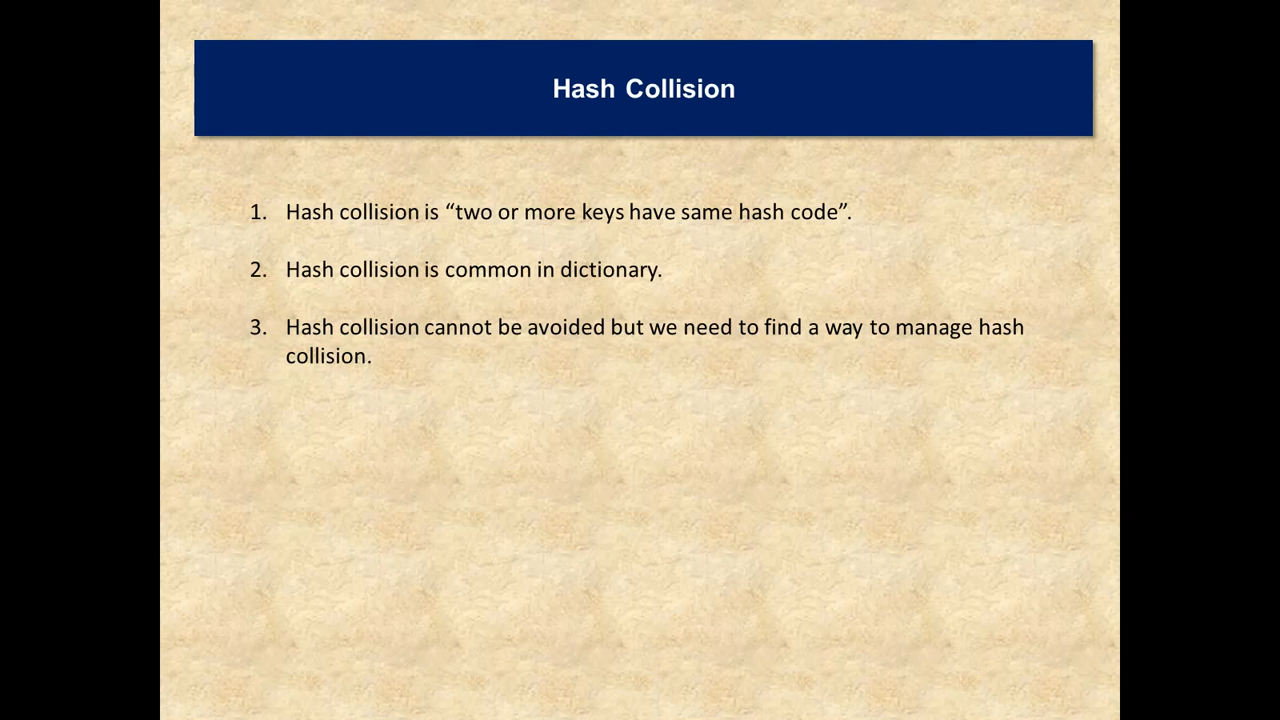 Hash Collision
1. Hash collision is “two or more keys have same hash code”.
2. Hash collision is common in dictionary.
3. Hash collision cannot be avoided but we need to find a way to manage hash
collision.